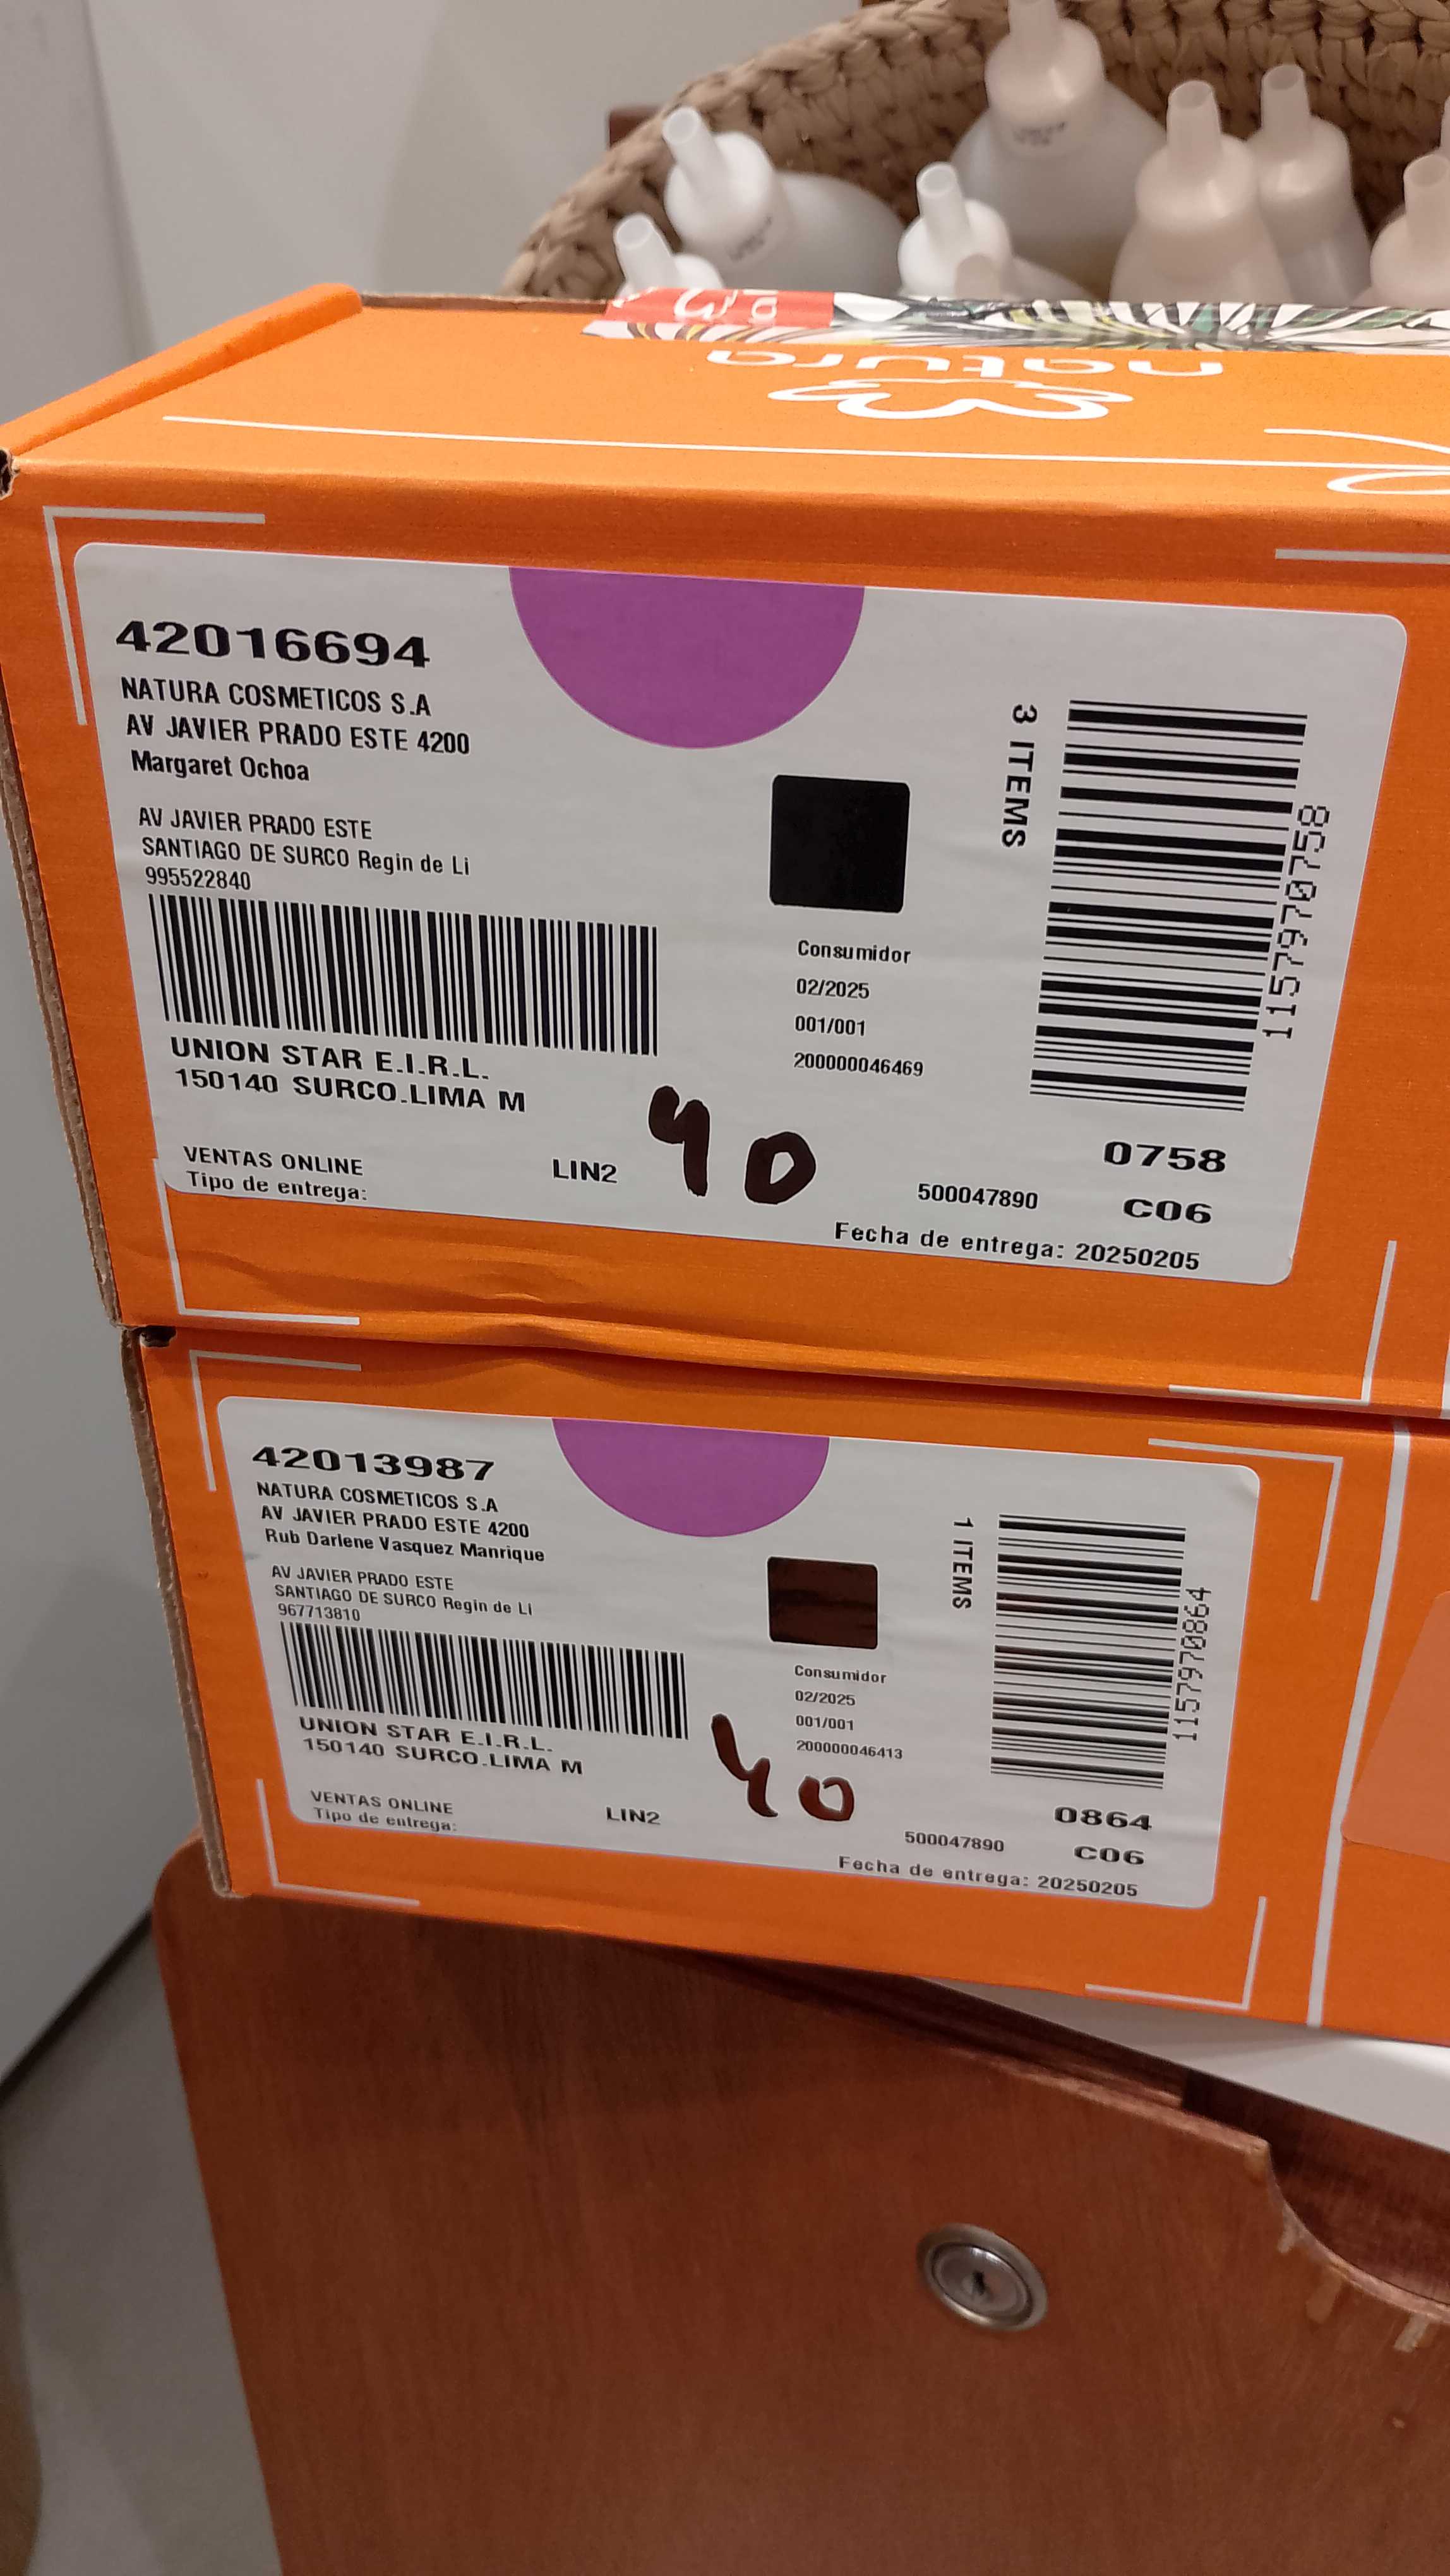 natura
42016694
NATURA COSMETICOS S.A
AV JAVIER PRADO ESTE 4200
Margaret Ochoa
AV JAVIER PRADO ESTE
SANTIAGO DE SURCO Regin de Li
995522840
UNION STAR E.I.R.L.
150140 SURCO.LIMA M
VENTAS ONLINE
Tipo de entrega:
LIN2
40
Consumidor
02/2025
001/001
200000046469
3 ITEMS
1157970758
0758
500047890
C06
Fecha de entrega: 20250205
42013987
NATURA COSMETICOS S.A
AV JAVIER PRADO ESTE 4200
Rub Darlene Vasquez Manrique
AV JAVIER PRADO ESTE
SANTIAGO DE SURCO Regin de Li
967713810
UNION STAR E.I.R.L.
150140 SURCO.LIMA M
VENTAS ONLINE
Tipo de entrega:
LIN2
40
Consumidor
02/2025
001/001
200000046413
1 ITEMS
1157970864
0864
500047890
C06
Fecha de entrega: 20250205